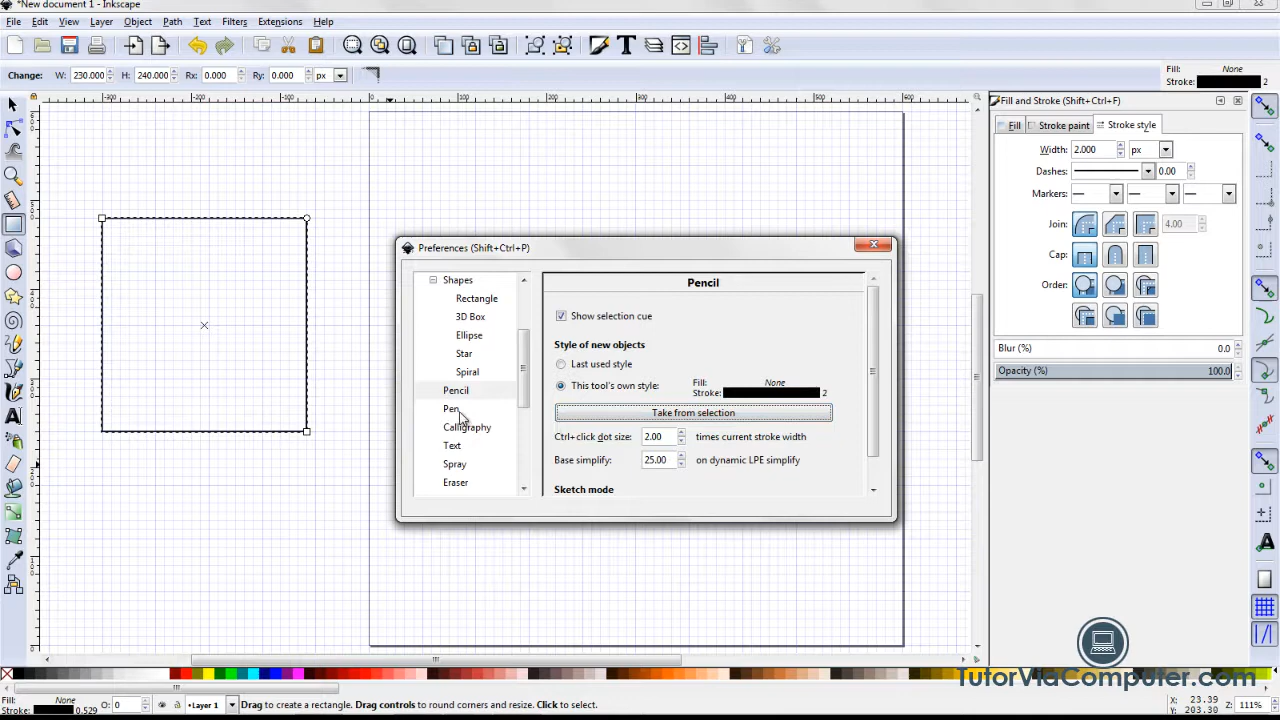 *New document 1 - Inkscape
File Edit View Layer Object Path Text Filters Extensions Help
Change: W: 230.000 H: 240.000 Rx: 0.000 Ry: 0.000 px
Fill: None
Stroke: 2
Fill and Stroke (Shift+Ctrl+F)
Fill Stroke paint Stroke style
Width: 2.000 px
Dashes: 0.00
Markers:
Join: 4.00
Cap:
Order:
Blur (%) 0.0
Opacity (%) 100.0
Preferences (Shift+Ctrl+P)
Shapes
Rectangle
3D Box
Ellipse
Star
Spiral
Pencil
Pen
Calligraphy
Text
Spray
Eraser
Pencil
Show selection cue
Style of new objects
Last used style
This tool's own style: Fill: None
Stroke: 2
Take from selection
Ctrl+click dot size: 2.00 times current stroke width
Base simplify: 25.00 on dynamic LPE simplify
Sketch mode
TutorViaComputer.com
Fill: None
Stroke: 0.529
O: 0 •Layer 1 Drag to create a rectangle. Drag controls to round corners and resize. Click to select.
X: 23.39
Y: 203.30
Z: 111%